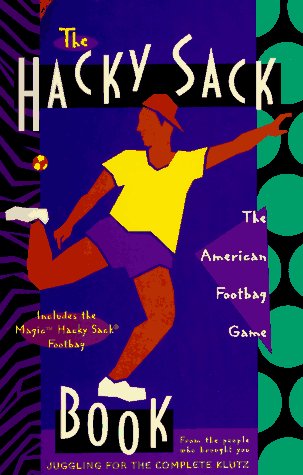 The
HACKY SACK
The
American
Footbag
Game
Includes the
Magic™ Hacky Sack®
Footbag
BOOK
From the people
who brought you
JUGGLING FOR THE COMPLETE KLUTZ